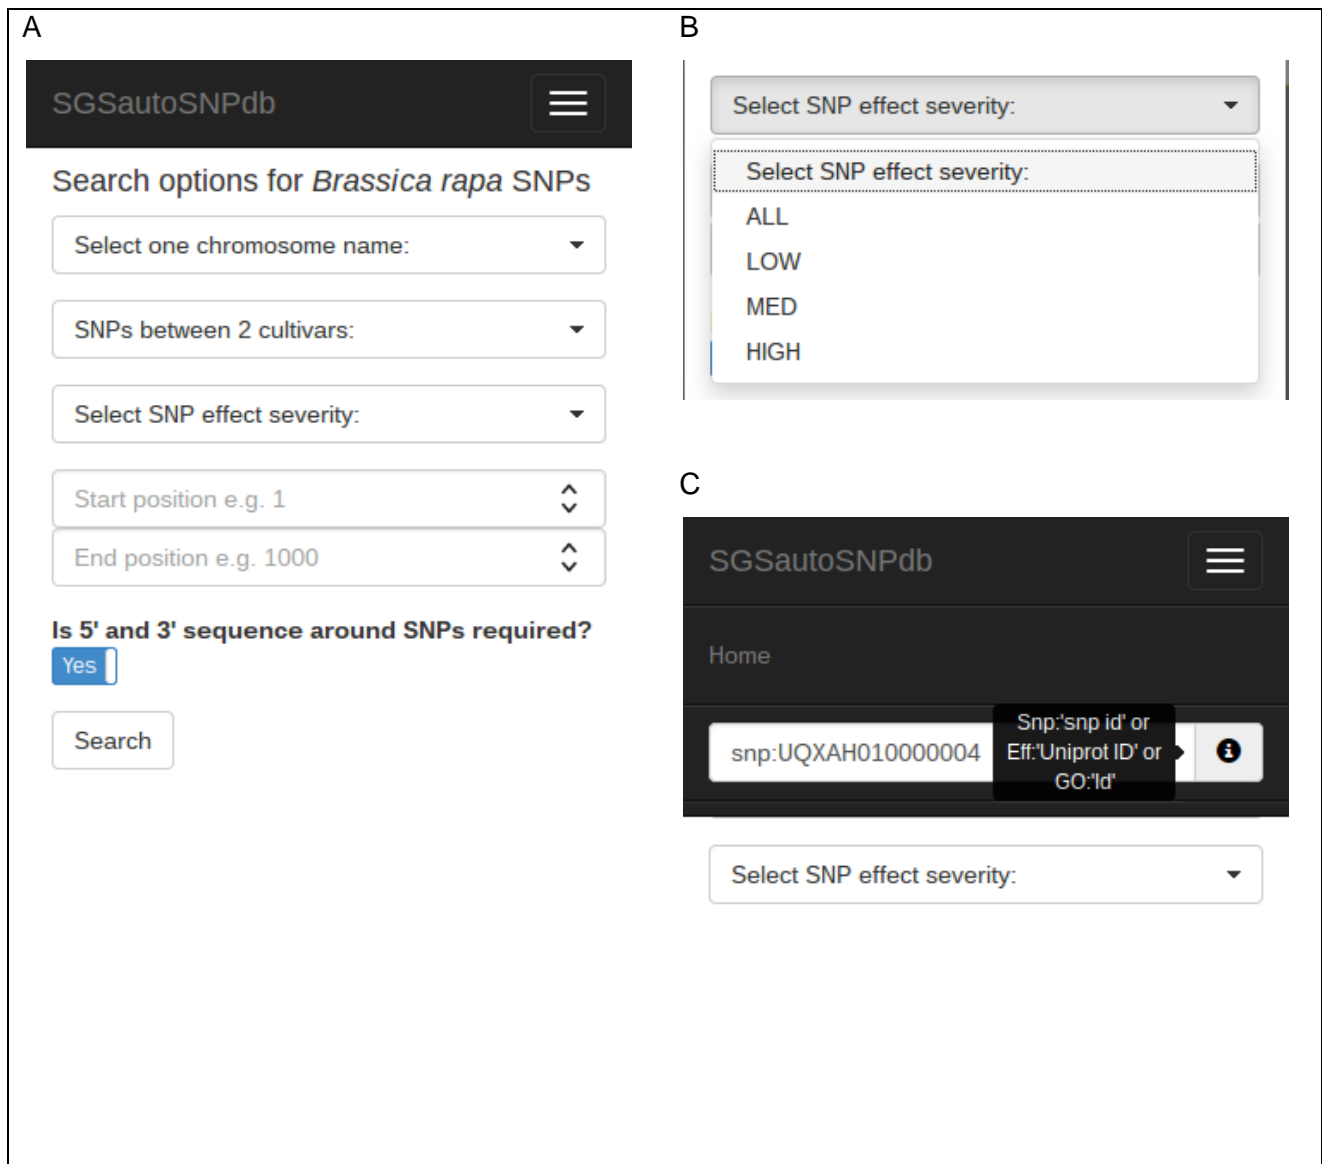 A
SGSautoSNPdb
Search options for Brassica rapa SNPs
Select one chromosome name:
SNPs between 2 cultivars:
Select SNP effect severity:
Start position e.g. 1
End position e.g. 1000
Is 5' and 3' sequence around SNPs required?
Yes
Search
B
Select SNP effect severity:
Select SNP effect severity:
ALL
LOW
MED
HIGH
C
SGSautoSNPdb
Home
snp:UQXAH010000004
Snp:'snp id' or
Eff:'Uniprot ID' or
GO:'Id'
Select SNP effect severity: